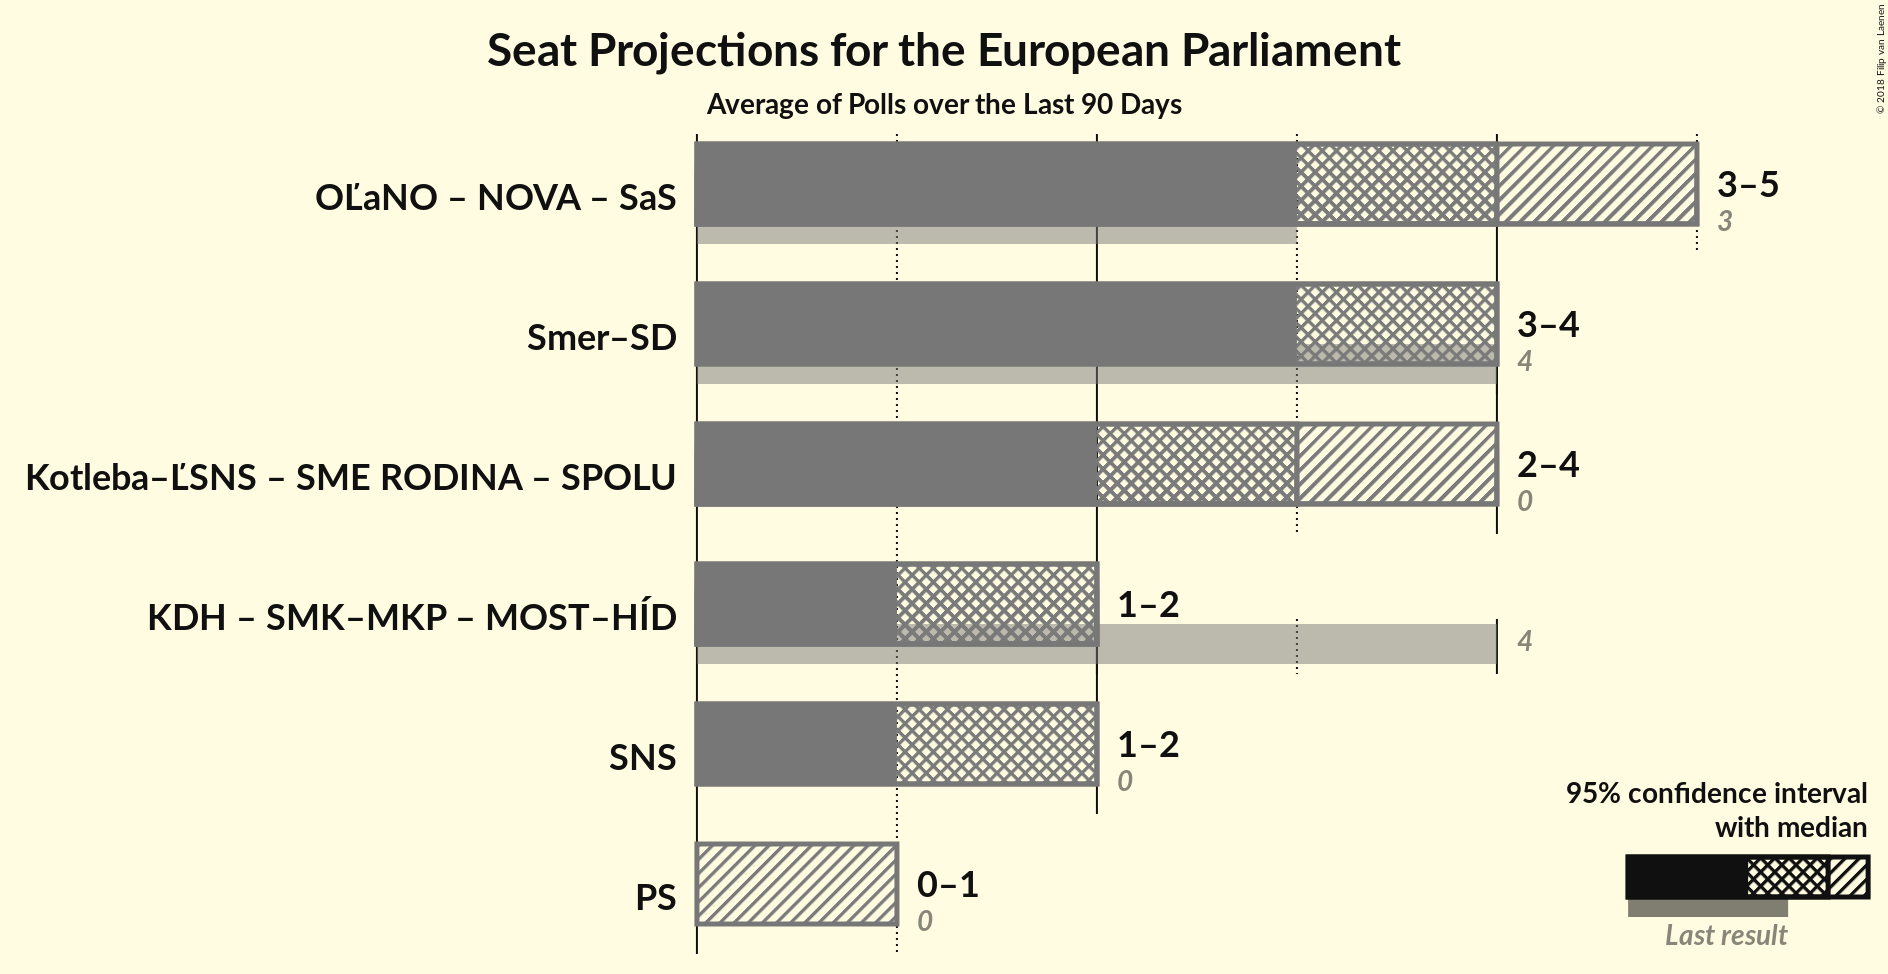 Seat Projections for the European Parliament
Average of Polls over the Last 90 Days
© 2018 Filip van Laenen
OĽaNO – NOVA – SaS
3–5
3
Smer–SD
3–4
4
Kotleba–ĽSNS – SME RODINA – SPOLU
2–4
0
KDH – SMK–MKP – MOST–HÍD
1–2
4
SNS
1–2
0
PS
0–1
0
95% confidence interval
with median
Last result